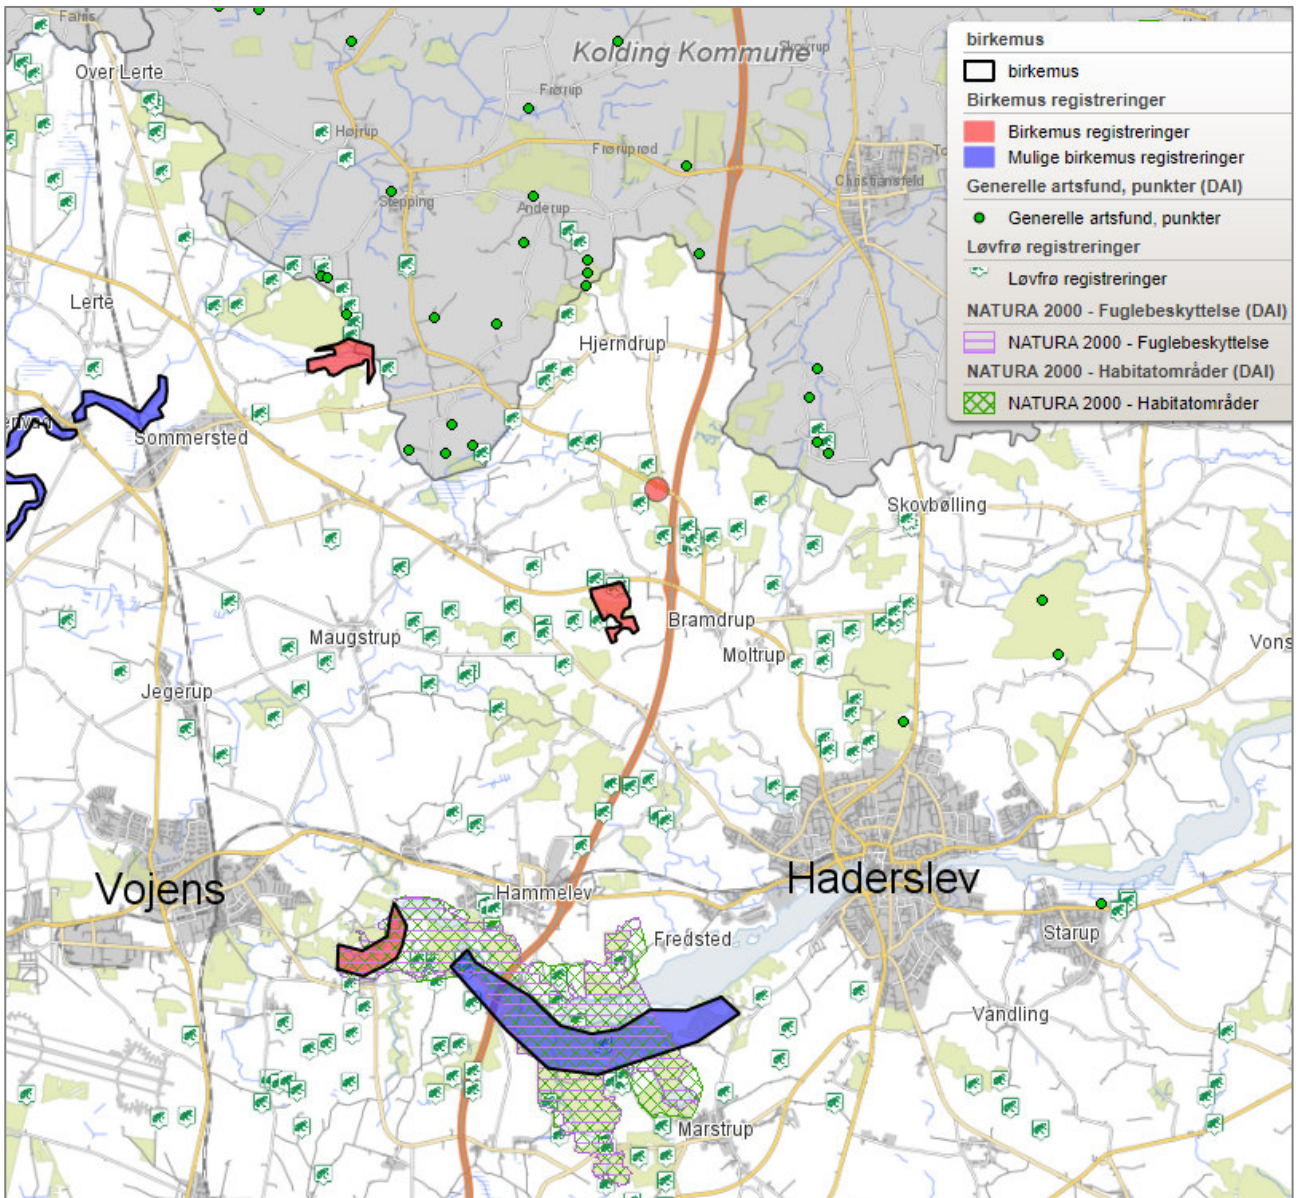 Farris
Kolding Kommune
Skovrup
Over Lerte
Frørup
Højrup
Frøruprød
Christiansfeld
Stepping
Anderup
Lerte
Hjerndrup
Sommersted
Skovbølling
Bramdrup
Maugstrup
Moltrup
Vons
Jegerup
Vojens
Hammelev
Haderslev
Fredsted
Starup
Vandling
Marstrup
birkemus
birkemus
Birkemus registreringer
Birkemus registreringer
Mulige birkemus registreringer
Generelle artsfund, punkter (DAI)
Generelle artsfund, punkter
Løvfrø registreringer
Løvfrø registreringer
NATURA 2000 - Fuglebeskyttelse (DAI)
NATURA 2000 - Fuglebeskyttelse
NATURA 2000 - Habitatområder (DAI)
NATURA 2000 - Habitatområder